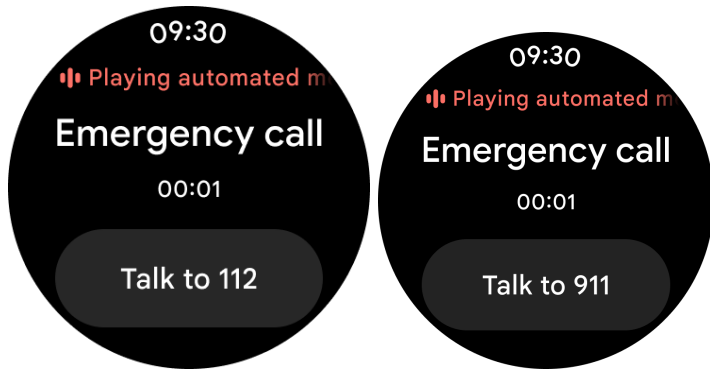 09:30
Playing automated
Emergency call
00:01
Talk to 112
09:30
Playing automated
Emergency call
00:01
Talk to 911